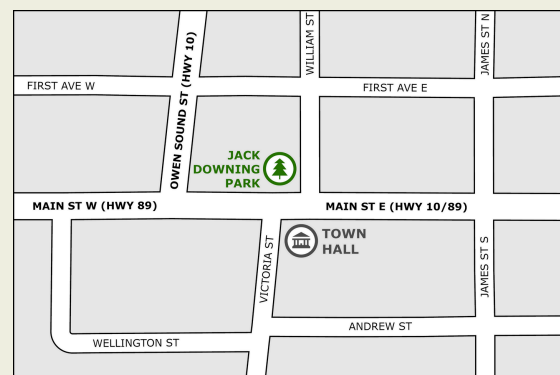 WILLIAM ST
JAMES ST N
OWEN SOUND ST (HWY 10)
FIRST AVE W
FIRST AVE E
JACK
DOWNING
PARK
MAIN ST W (HWY 89)
MAIN ST E (HWY 10/89)
TOWN
HALL
VICTORIA ST
JAMES ST S
ANDREW ST
WELLINGTON ST